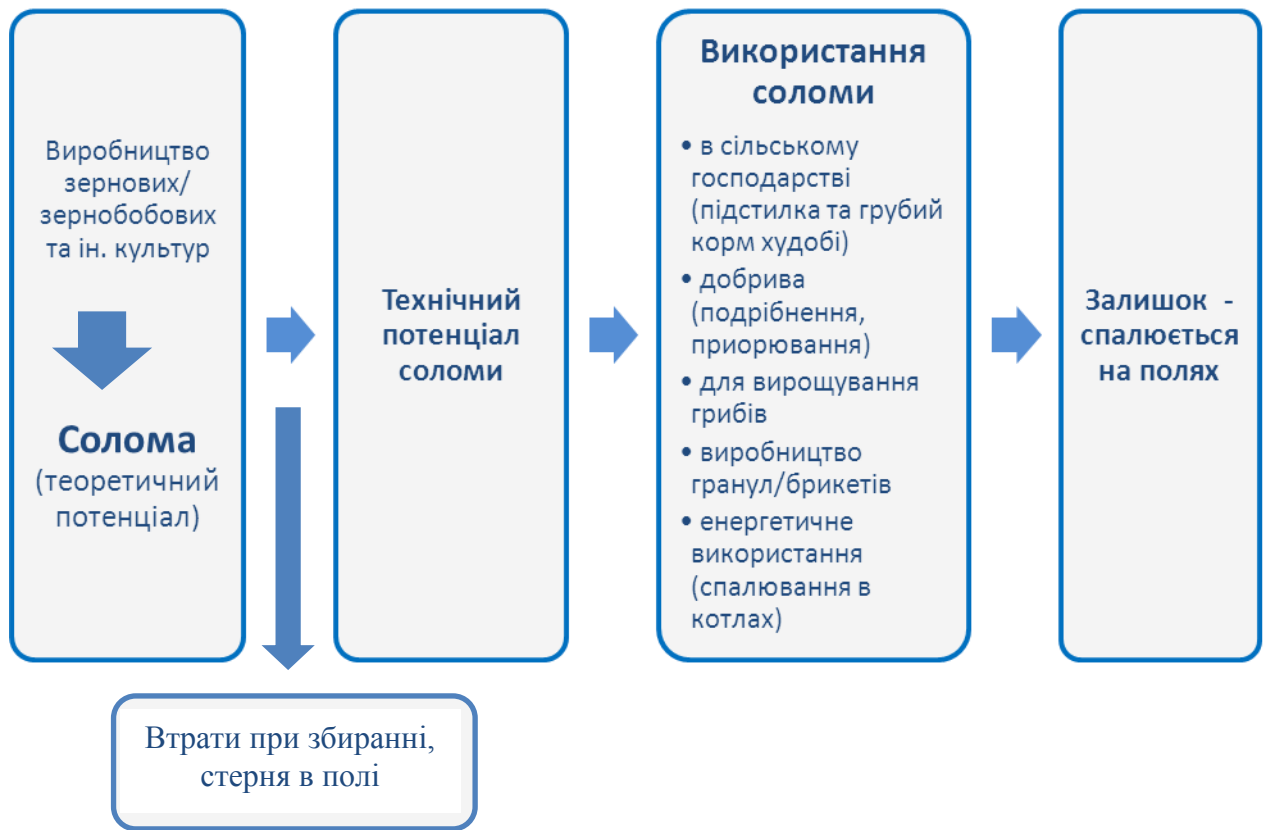 Виробництво
зернових/
зернобобових
та ін. культур
Солома
(теоретичний
потенціал)
Технічний
потенціал
соломи
Використання
соломи
• в сільському
господарстві
(підстилка та грубий
корм худобі)
• добрива
(подрібнення,
приорювання)
• для вирощування
грибів
• виробництво
гранул/брикетів
• енергетичне
використання
(спалювання в
котлах)
Залишок -
спалюється
на полях
Втрати при збиранні,
стерня в полі